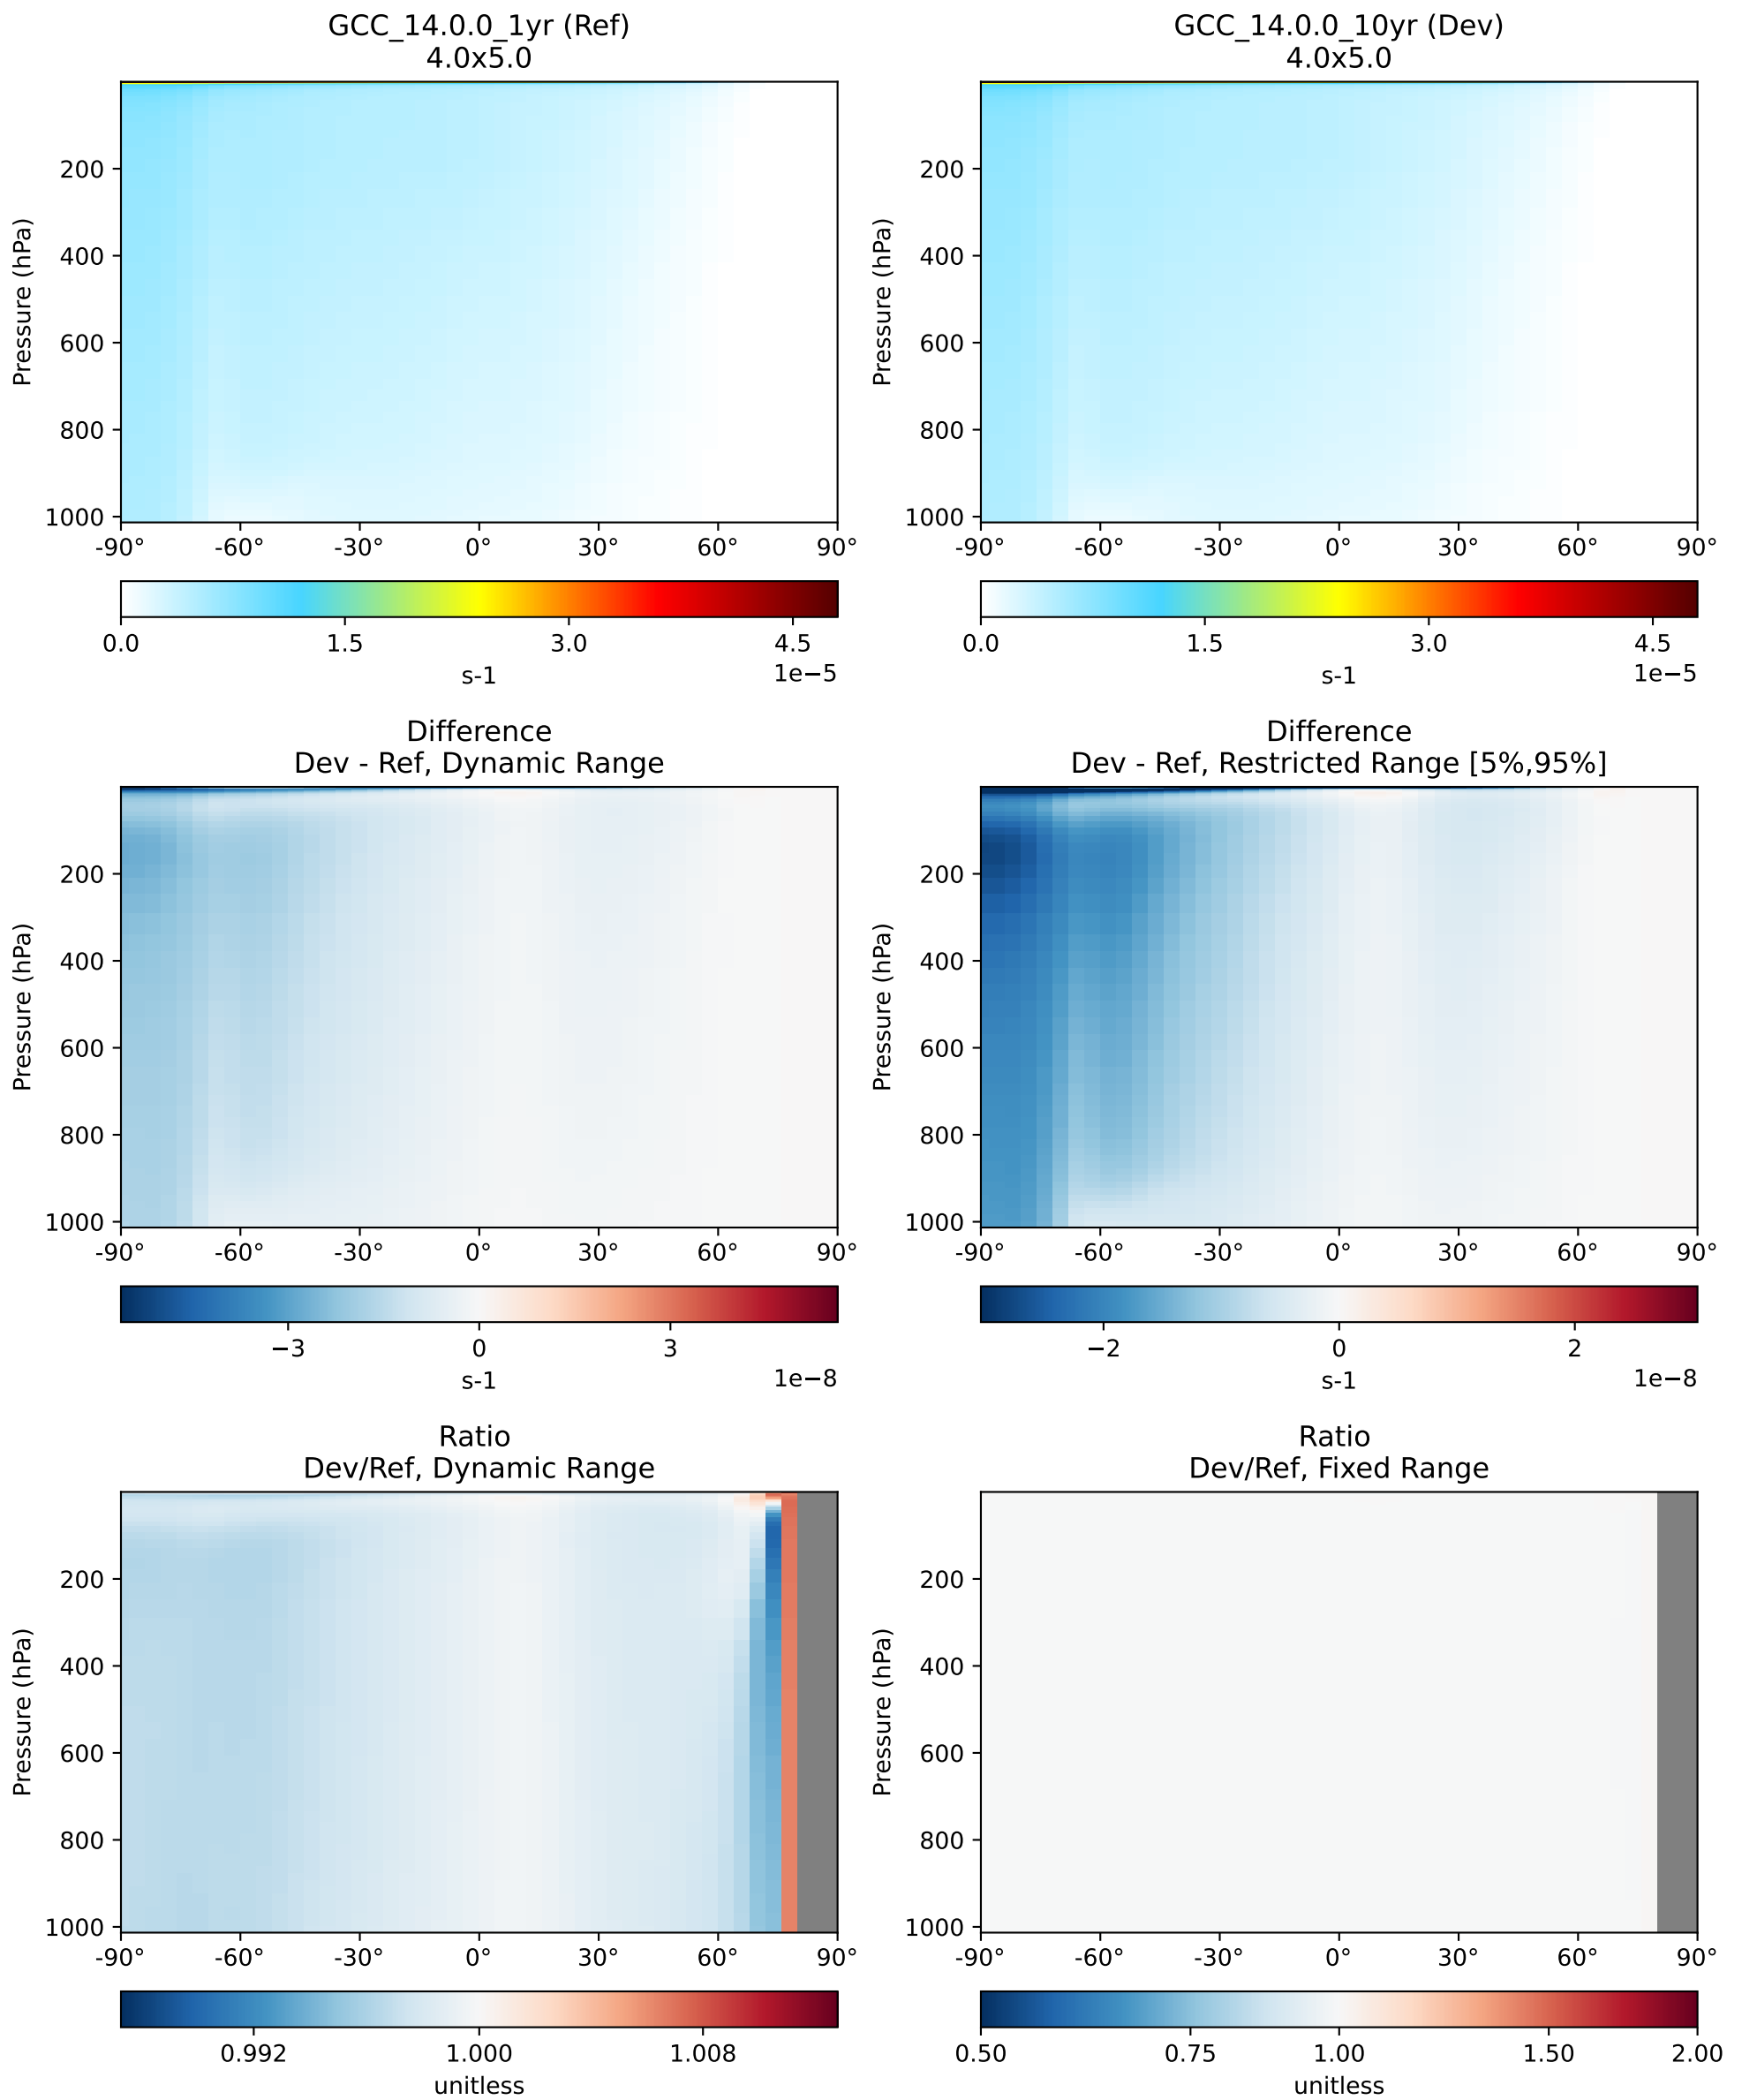 GCC_14.0.0_1yr (Ref)
4.0x5.0
Pressure (hPa)
200
400
600
800
1000
-90° -60° -30° 0° 30° 60° 90°
0.0 1.5 3.0 4.5
1e−5
s-1
GCC_14.0.0_10yr (Dev)
4.0x5.0
Pressure (hPa)
200
400
600
800
1000
-90° -60° -30° 0° 30° 60° 90°
0.0 1.5 3.0 4.5
1e−5
s-1
Difference
Dev - Ref, Dynamic Range
Pressure (hPa)
200
400
600
800
1000
-90° -60° -30° 0° 30° 60° 90°
−3 0 3
1e−8
s-1
Difference
Dev - Ref, Restricted Range [5%,95%]
Pressure (hPa)
200
400
600
800
1000
-90° -60° -30° 0° 30° 60° 90°
−2 0 2
1e−8
s-1
Ratio
Dev/Ref, Dynamic Range
Pressure (hPa)
200
400
600
800
1000
-90° -60° -30° 0° 30° 60° 90°
0.992 1.000 1.008
unitless
Ratio
Dev/Ref, Fixed Range
Pressure (hPa)
200
400
600
800
1000
-90° -60° -30° 0° 30° 60° 90°
0.50 0.75 1.00 1.50 2.00
unitless